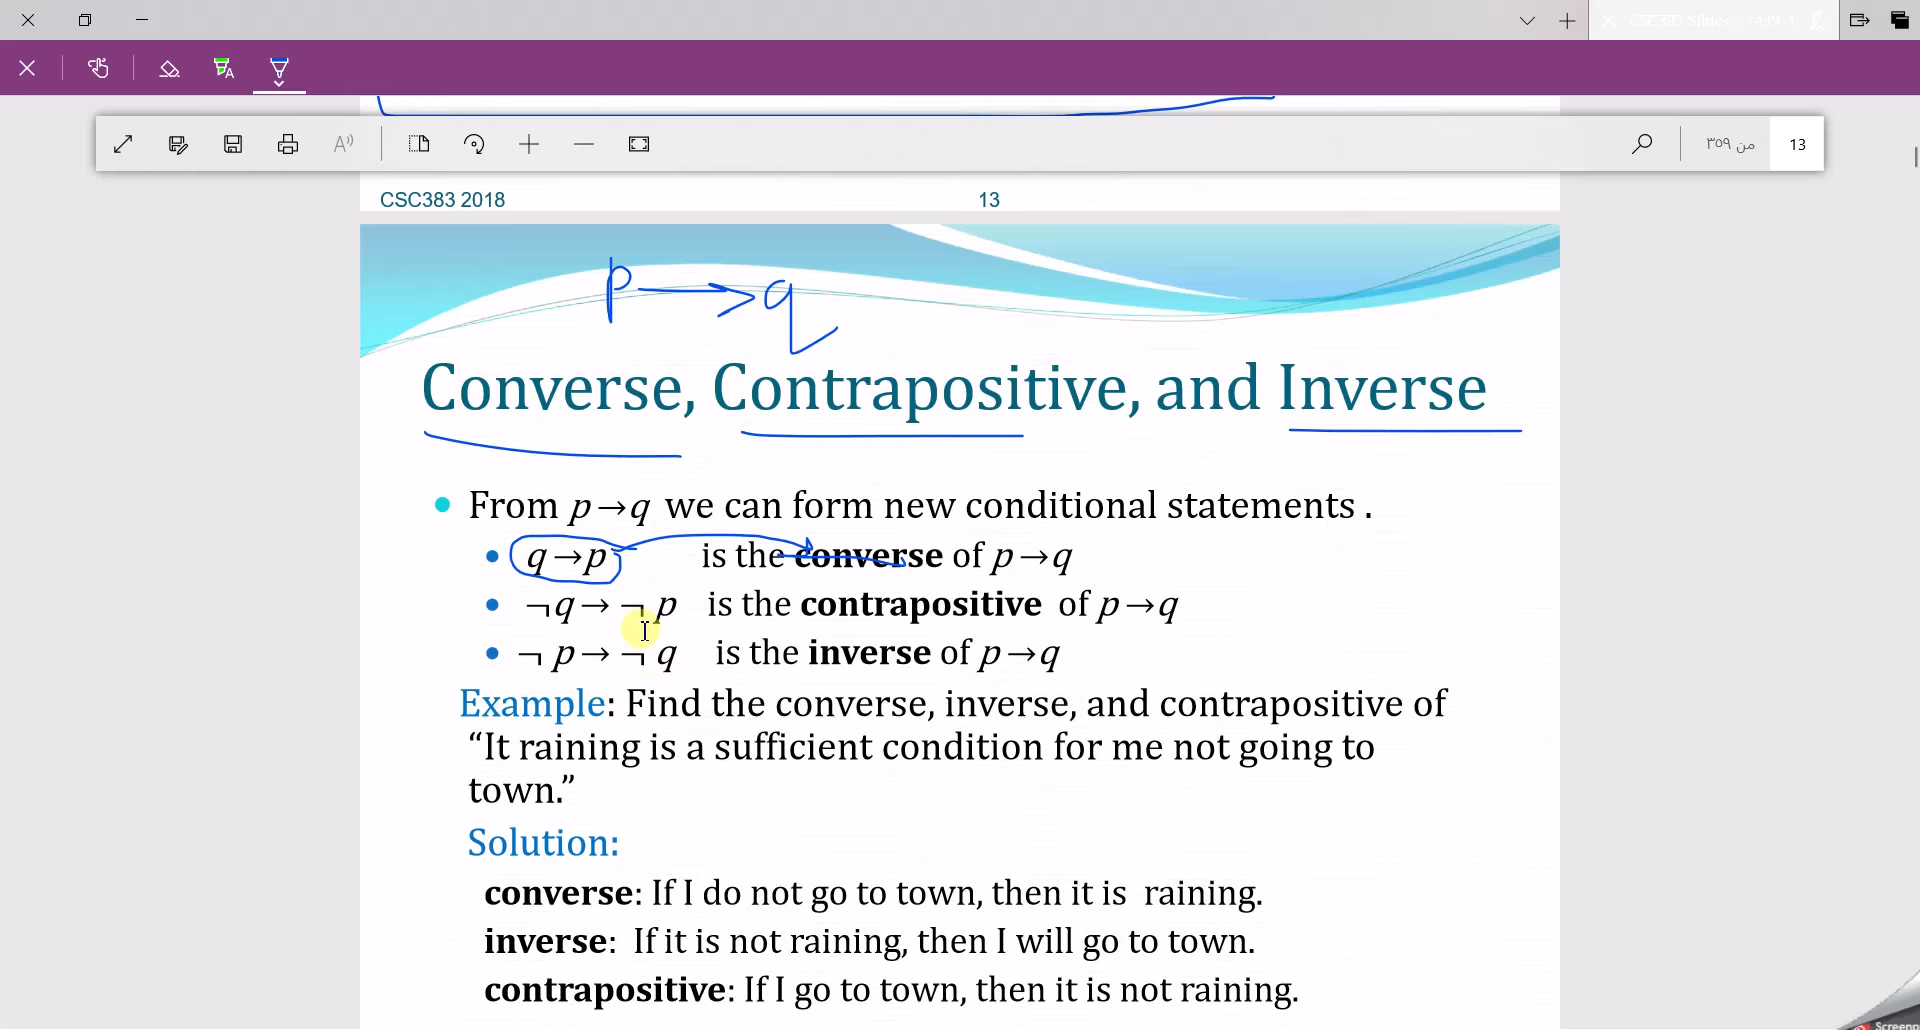 A
A))
من ٣٥٩
13
CSC383 2018
13
p → q
Converse, Contrapositive, and Inverse
• From p →q we can form new conditional statements .
• q →p is the converse of p →q
• ¬q → ¬ p is the contrapositive of p →q
• ¬ p → ¬ q is the inverse of p →q
Example: Find the converse, inverse, and contrapositive of
“It raining is a sufficient condition for me not going to
town.”
Solution:
converse: If I do not go to town, then it is raining.
inverse: If it is not raining, then I will go to town.
contrapositive: If I go to town, then it is not raining.